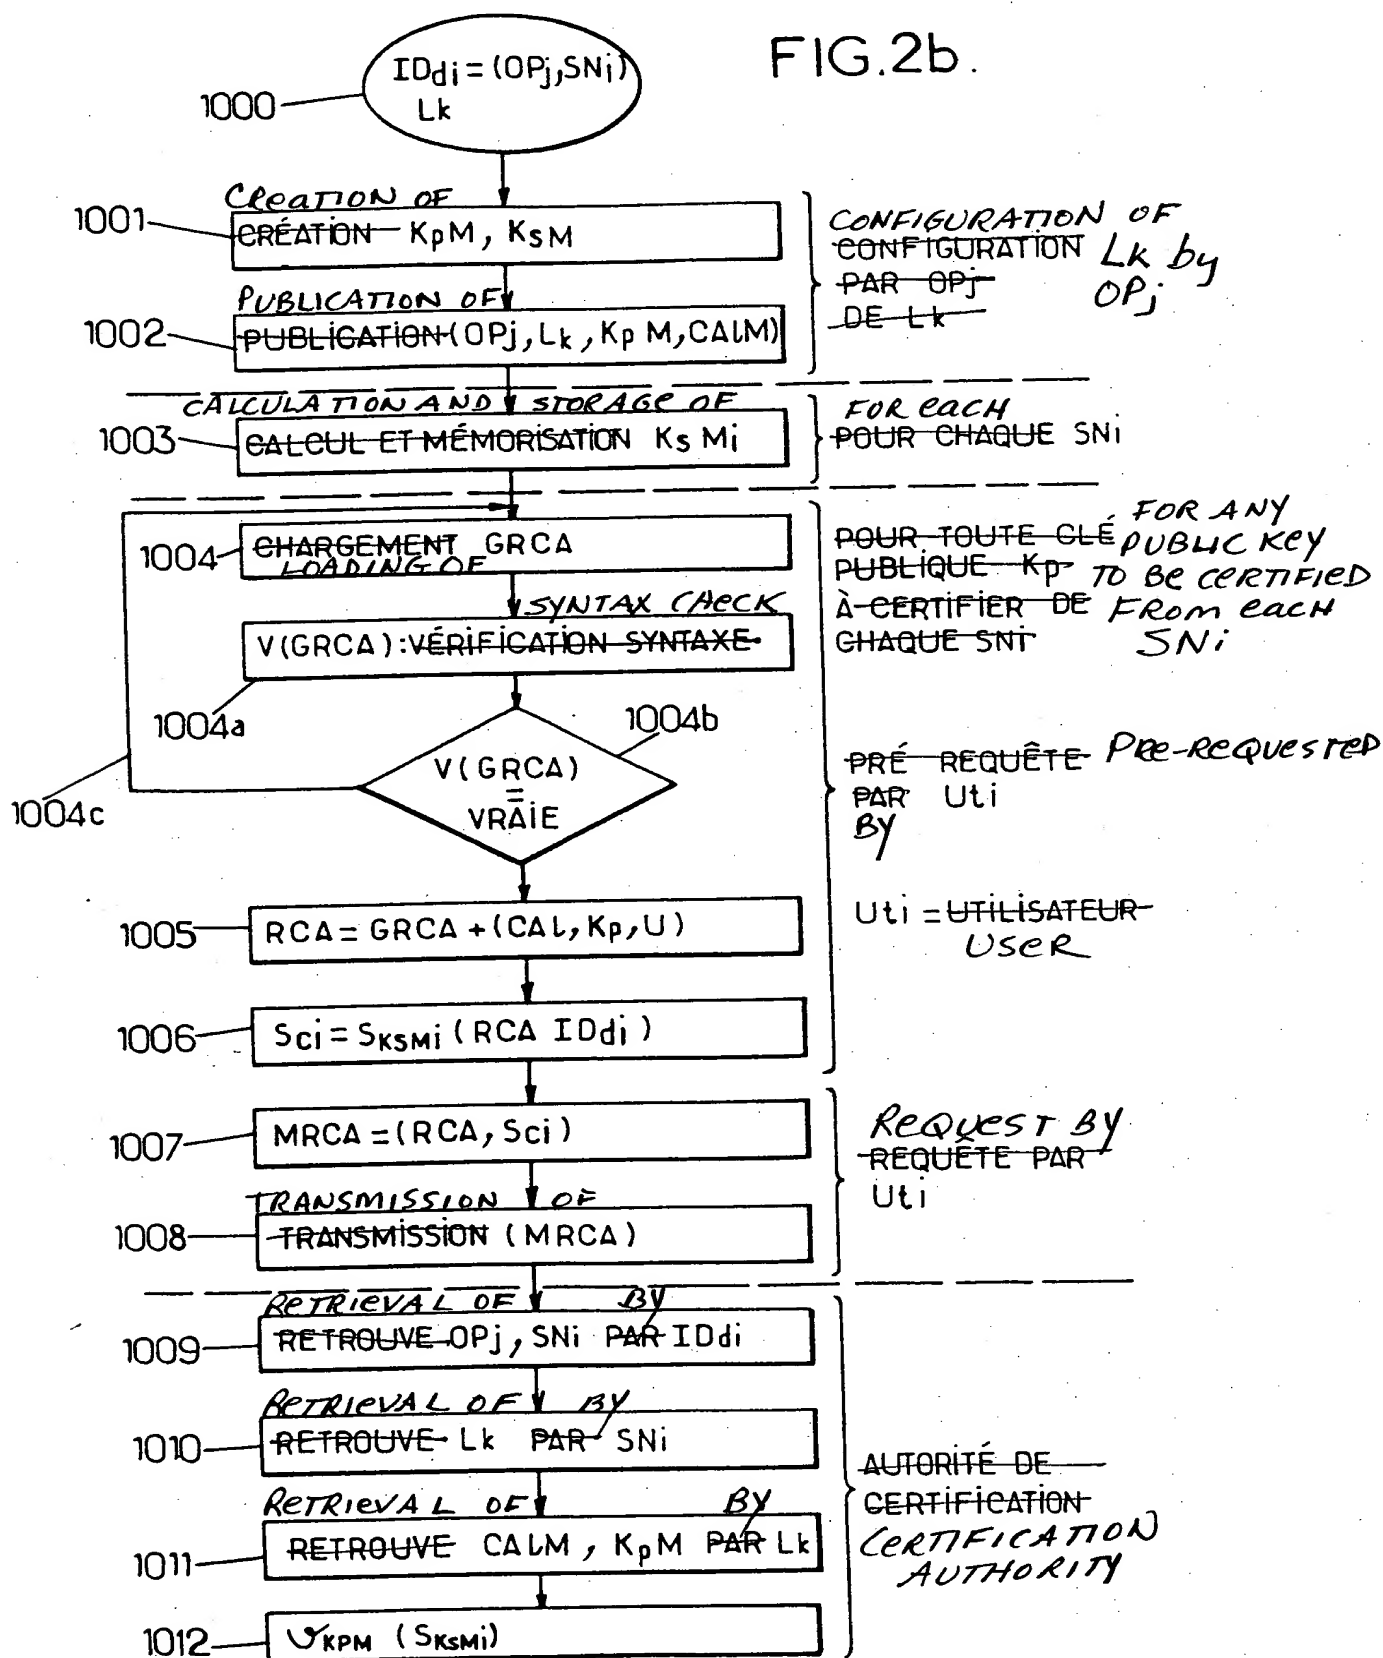 FIG.2b.
IDdi = (OPj,SNi)
Lk
1000
CREATION OF
1001
CRÉATION KpM, KsM
CONFIGURATION OF
CONFIGURATION Lk by
PAR OPj OPj
DE Lk
PUBLICATION OF
1002
PUBLICATION (OPj, Lk, Kp M, CALM)
CALCULATION AND STORAGE OF
1003
CALCUL ET MÉMORISATION Ks Mi
FOR eACH
POUR CHAQUE SNi
1004
CHARGEMENT GRCA
LOADING OF
FOR ANY
POUR TOUTE CLÉ PUBLIC KEY
PUBLIQUE Kp TO BE CERTIFIED
À CERTIFIER DE FROM eACH
CHAQUE SNi SNi
SYNTAX CHECK
V(GRCA):VÉRIFICATION SYNTAXE
1004a
1004b
V(GRCA)
=
VRAIE
1004c
PRÉ REQUÊTE PRE-REQUESTED
PAR Uti
BY
1005
RCA = GRCA + (CAL, Kp, U)
Uti = UTILISATEUR
USER
1006
Sci = SKSMi (RCA IDdi)
1007
MRCA = (RCA, Sci)
REQUEST BY
REQUÊTE PAR
Uti
TRANSMISSION OF
1008
TRANSMISSION (MRCA)
RETRIEVAL OF BY
1009
RETROUVE OPj, SNi PAR IDdi
RETRIEVAL OF BY
1010
RETROUVE Lk PAR SNi
AUTORITÉ DE
CERTIFICATION
CERTIFICATION
AUTHORITY
RETRIEVAL OF BY
1011
RETROUVE CALM, KpM PAR Lk
1012
VKPM (SKSMi)